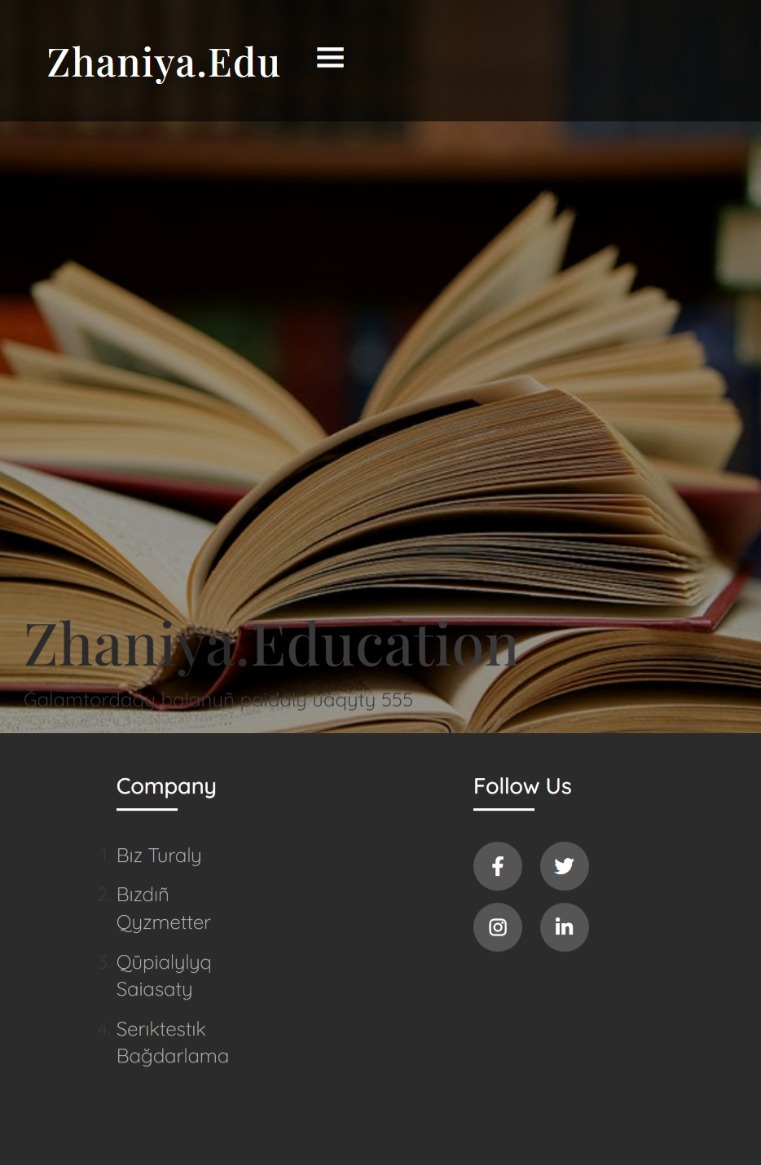 Zhaniya.Edu
Zhaniya.Education
Ğalamtordağy balanyñ paidaly uaqyty 555
Company
1. Bız Turaly
2. Bızdıñ
Qyzmetter
3. Qūpialylyq
Saiasaty
4. Serıktestık
Bağdarlama
Follow Us